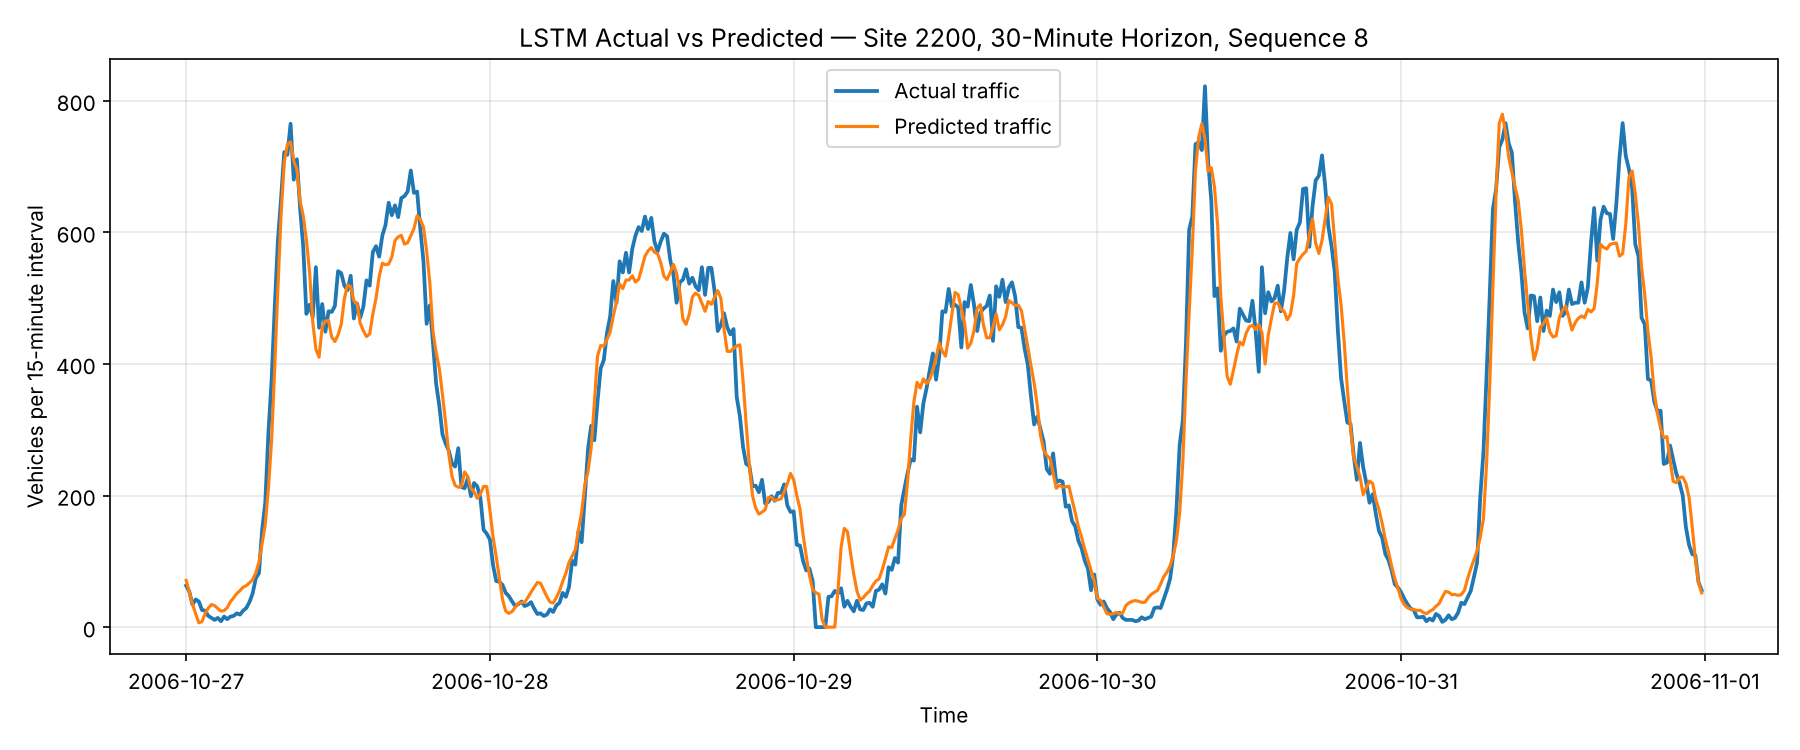 LSTM Actual vs Predicted — Site 2200, 30-Minute Horizon, Sequence 8
Actual traffic
Predicted traffic
Vehicles per 15-minute interval
800
600
400
200
0
2006-10-27 2006-10-28 2006-10-29 2006-10-30 2006-10-31 2006-11-01
Time